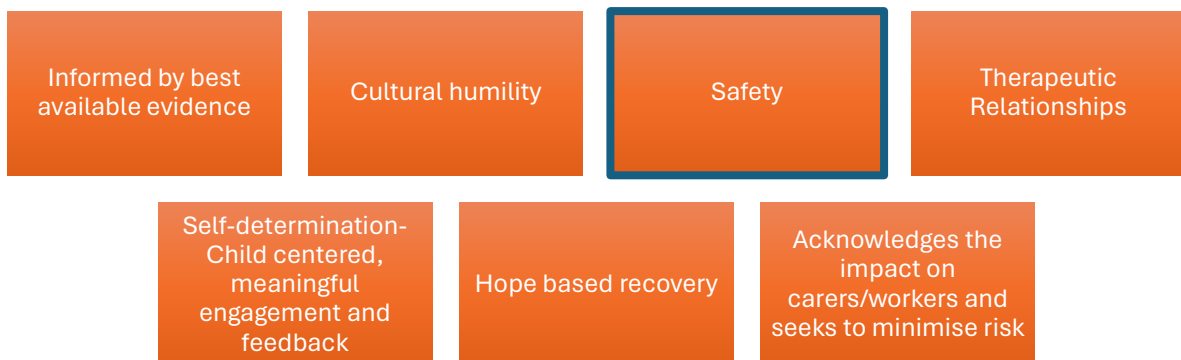 Informed by best
available evidence
Cultural humility
Safety
Therapeutic
Relationships
Self-determination-
Child centered,
meaningful
engagement and
feedback
Hope based recovery
Acknowledges the
impact on
carers/workers and
seeks to minimise risk